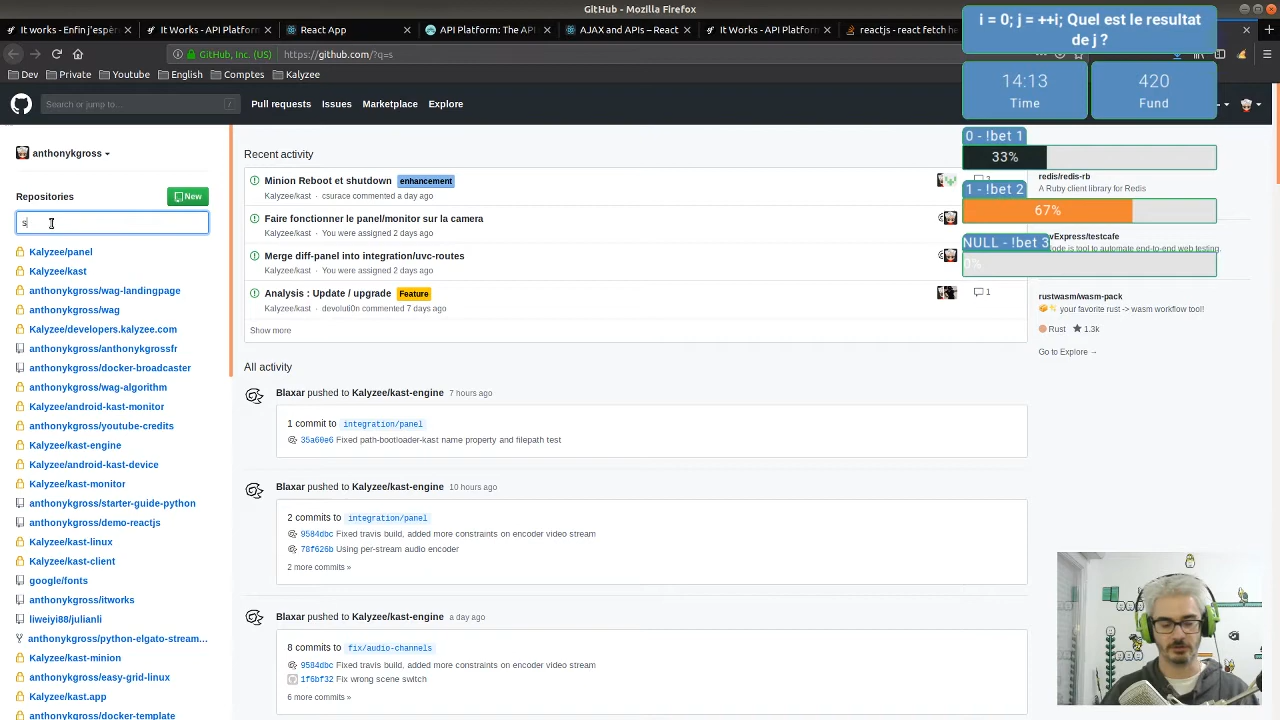 GitHub - Mozilla Firefox
It works - Enfin j'espèr
React App
API Platform: The API
AJAX and APIs – React
reactjs - react fetch he
GitHub, Inc. (US)
https://github.com
Dev
Perso
Youtube
English
Comptes
Kalyzee
Search or jump to…
/
Pull requests
Issues
Marketplace
Explore
i = 0; j = ++i; Quel est le resultat
de j ?
14:13
Time
420
Fund
0 - !bet 1
33%
1 - !bet 2
67%
NULL - !bet 3
0%
anthonykgross
Repositories
New
s
Kalyzee/panel
Kalyzee/kast
anthonykgross/wag-landingpage
anthonykgross/wag
Kalyzee/developers.kalyzee.com
anthonykgross/anthonykgrossfr
anthonykgross/docker-broadcaster
anthonykgross/wag-algorithm
Kalyzee/android-kast-monitor
anthonykgross/youtube-credits
Kalyzee/kast-engine
Kalyzee/android-kast-device
Kalyzee/kast-monitor
anthonykgross/starter-guide-python
anthonykgross/demo-reactjs
Kalyzee/kast-linux
Kalyzee/kast-client
google/fonts
anthonykgross/itworks
liweiyi88/julianli
anthonykgross/python-elgato-stream…
Kalyzee/kast-minion
anthonykgross/easy-grid-linux
Kalyzee/kast.app
anthonykgross/docker-template
Recent activity
Minion Reboot et shutdown enhancement
Kalyzee/kast csurace commented a day ago
Faire fonctionner le panel/monitor sur la camera
Kalyzee/kast You were assigned 2 days ago
Merge diff-panel into integration/uvc-routes
Kalyzee/kast You were assigned 2 days ago
Analysis : Update / upgrade Feature
Kalyzee/kast devolution commented 7 days ago
1
Show more
All activity
Blaxar pushed to Kalyzee/kast-engine 7 hours ago
1 commit to integration/panel
35a60e6 Fixed path-bootloader-kast name property and filepath test
Blaxar pushed to Kalyzee/kast-engine 10 hours ago
2 commits to integration/panel
9584dbc Fixed travis build, added more constraints on encoder video stream
78f626b Using per-stream audio encoder
2 more commits »
Blaxar pushed to Kalyzee/kast-engine a day ago
8 commits to fix/audio-channels
9584dbc Fixed travis build, added more constraints on encoder video stream
1f6bf32 Fix wrong scene switch
6 more commits »
redis/redis-rb
A Ruby client library for Redis
Express/testcafe
tool to automate end-to-end web testing.
rustwasm/wasm-pack
your favorite rust -> wasm workflow tool!
Rust
1.3k
Go to Explore →